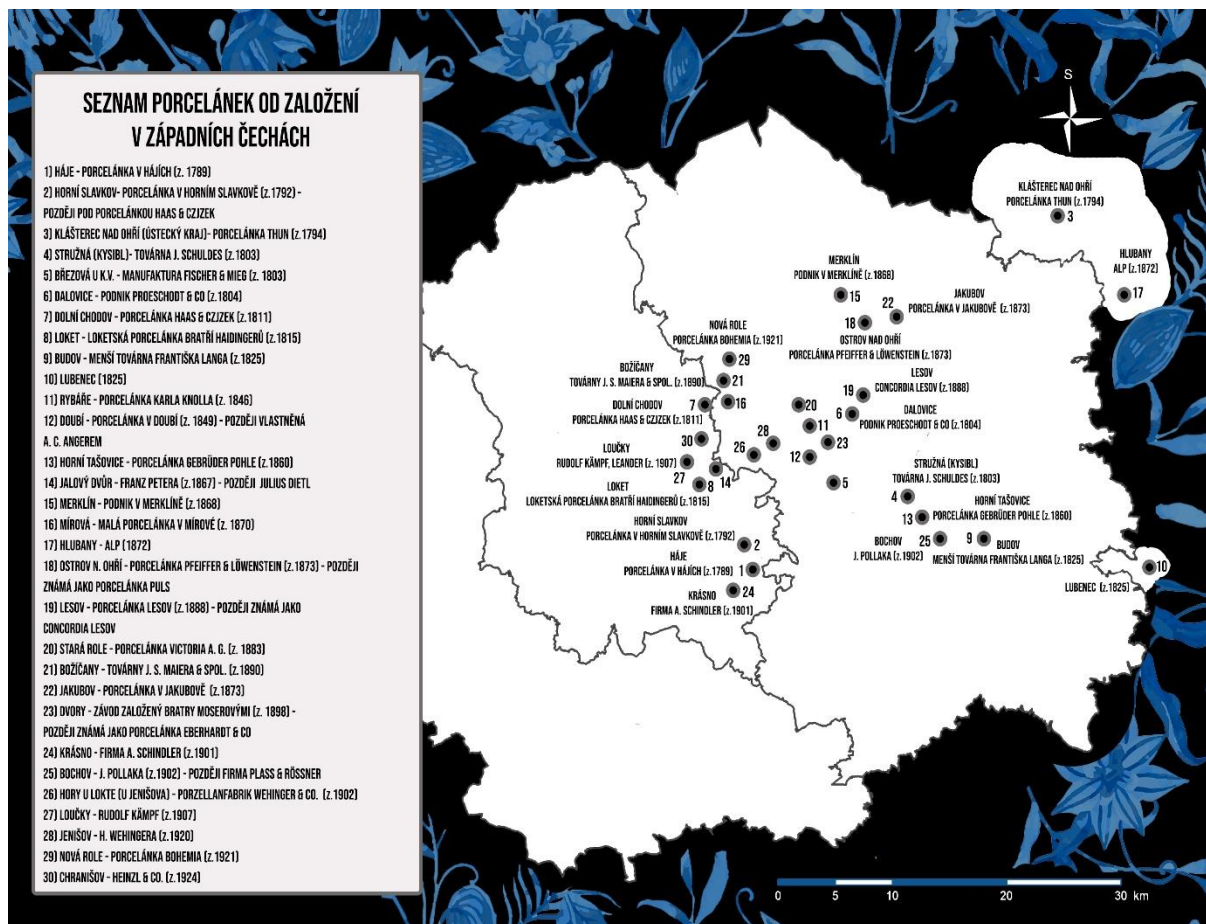 SEZNAM PORCELÁNEK OD ZALOŽENÍ
V ZÁPADNÍCH ČECHÁCH
1) HÁJE - PORCELÁNKA V HÁJÍCH (z. 1789)
2) HORNÍ SLAVKOV- PORCELÁNKA V HORNÍM SLAVKOVĚ (z.1792) -
POZDĚJI POD PORCELÁNKOU HAAS & CZJZEK
3) KLÁŠTEREC NAD OHŘÍ (ÚSTECKÝ KRAJ)- PORCELÁNKA THUN (z.1794)
4) STRUŽNÁ (KYSIBL)- TOVÁRNA J. SCHULDES (z.1803)
5) BŘEZOVÁ U K.V. - MANUFAKTURA FISCHER & MIEG (z. 1803)
6) DALOVICE - PODNIK PROESCHODT & CO (z.1804)
7) DOLNÍ CHODOV - PORCELÁNKA HAAS & CZJZEK (z.1811)
8) LOKET - LOKETSKÁ PORCELÁNKA BRATŘÍ HAIDINGERŮ (z.1815)
9) BUDOV - MENŠÍ TOVÁRNA FRANTIŠKA LANGA (z.1825)
10) LUBENEC (1825)
11) RYBÁŘE - PORCELÁNKA KARLA KNOLLA (z. 1846)
12) DOUBÍ - PORCELÁNKA V DOUBÍ (z. 1849) - POZDĚJI VLASTNĚNÁ
A. C. ANGEREM
13) HORNÍ TAŠOVICE - PORCELÁNKA GEBRÜDER POHLE (z.1860)
14) JALOVÝ DVŮR - FRANZ PETERA (z.1867) - POZDĚJI JULIUS DIETL
15) MERKLÍN - PODNIK V MERKLÍNĚ (z.1868)
16) MÍROVÁ - MALÁ PORCELÁNKA V MÍROVÉ (z. 1870)
17) HLUBANY - ALP (1872)
18) OSTROV N. OHŘÍ - PORCELÁNKA PFEIFFER & LÖWENSTEIN (z.1873) - POZDĚJI
ZNÁMÁ JAKO PORCELÁNKA PULS
19) LESOV - PORCELÁNKA LESOV (z.1888) - POZDĚJI ZNÁMÁ JAKO
CONCORDIA LESOV
20) STARÁ ROLE - PORCELÁNKA VICTORIA A. G. (z. 1883)
21) BOŽÍČANY - TOVÁRNY J. S. MAIERA & SPOL. (z.1890)
22) JAKUBOV - PORCELÁNKA V JAKUBOVĚ (z.1873)
23) DVORY - ZÁVOD ZALOŽENÝ BRATRY MOSEROVÝMI (z. 1898) -
POZDĚJI ZNÁMÁ JAKO PORCELÁNKA EBERHARDT & CO
24) KRÁSNO - FIRMA A. SCHINDLER (z.1901)
25) BOCHOV - J. POLLAKA (z.1902) - POZDĚJI FIRMA PLASS & RÖSSNER
26) HORY U LOKTE (U JENIŠOVA) - PORZELLANFABRIK WEHINGER & CO. (z.1902)
27) LOUČKY - RUDOLF KÄMPF (z.1907)
28) JENIŠOV - H. WEHINGERA (z.1920)
29) NOVÁ ROLE - PORCELÁNKA BOHEMIA (z.1921)
30) CHRANIŠOV - HEINZL & CO. (z.1924)
S
KLÁŠTEREC NAD OHŘÍ
PORCELÁNKA THUN (z.1794)
3
HLUBANY
ALP (z.1872)
17
MERKLÍN
PODNIK V MERKLÍNĚ (z.1868)
15
JAKUBOV
PORCELÁNKA V JAKUBOVĚ (z.1873)
22
18
OSTROV NAD OHŘÍ
PORCELÁNKA PFEIFFER & LÖWENSTEIN (z.1873)
NOVÁ ROLE
PORCELÁNKA BOHEMIA (z.1921)
29
BOŽÍČANY
TOVÁRNY J. S. MAIERA & SPOL. (z.1890)
21
LESOV
CONCORDIA LESOV (z.1888)
19
DOLNÍ CHODOV
PORCELÁNKA HAAS & CZJZEK (z.1811)
7
16
20
DALOVICE
PODNIK PROESCHODT & CO (z.1804)
6
11
30
28
23
LOUČKY
RUDOLF KÄMPF, LEANDER (z. 1907)
27
26
12
14
STRUŽNÁ (KYSIBL)
TOVÁRNA J. SCHULDES (z.1803)
4
5
LOKET
LOKETSKÁ PORCELÁNKA BRATŘÍ HAIDINGERŮ (z.1815)
8
HORNÍ TAŠOVICE
PORCELÁNKA GEBRÜDER POHLE (z.1860)
13
HORNÍ SLAVKOV
PORCELÁNKA V HORNÍM SLAVKOVĚ (z.1792)
2
BOCHOV
J. POLLAKA (z.1902)
25
9
BUDOV
MENŠÍ TOVÁRNA FRANTIŠKA LANGA (z.1825)
HÁJE
PORCELÁNKA V HÁJÍCH (z.1789)
1
10
LUBENEC (z.1825)
KRÁSNO
FIRMA A. SCHINDLER (z.1901)
24
0 5 10 20 30 km